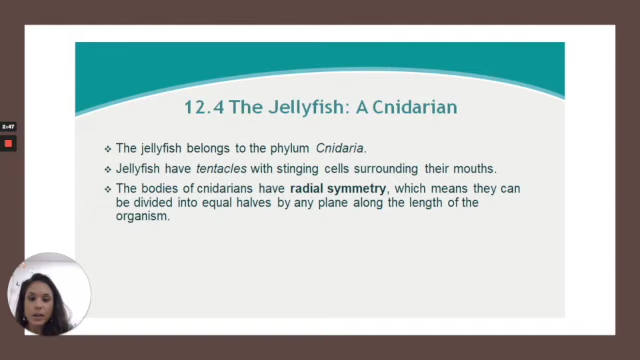 12.4 The Jellyfish: A Cnidarian
❖ The jellyfish belongs to the phylum Cnidaria.
❖ Jellyfish have tentacles with stinging cells surrounding their mouths.
❖ The bodies of cnidarians have radial symmetry, which means they can
be divided into equal halves by any plane along the length of the
organism.
2:47